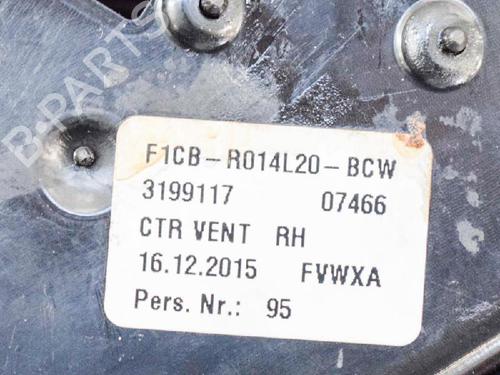 B-PARTS
F1CB-R014L20-BCW
3199117 07466
CTR VENT RH
16.12.2015 FVWXA
Pers. Nr.: 95